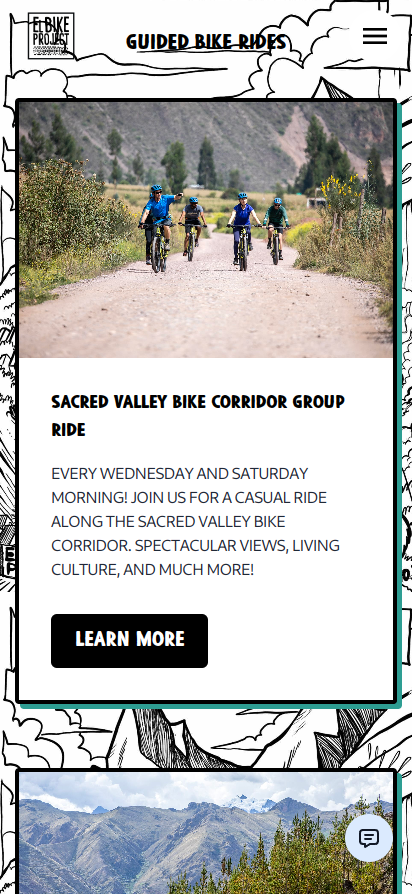 EL BIKE
PROJECT
GUIDED BIKE RIDES
SACRED VALLEY BIKE CORRIDOR GROUP
RIDE
EVERY WEDNESDAY AND SATURDAY
MORNING! JOIN US FOR A CASUAL RIDE
ALONG THE SACRED VALLEY BIKE
CORRIDOR. SPECTACULAR VIEWS, LIVING
CULTURE, AND MUCH MORE!
LEARN MORE